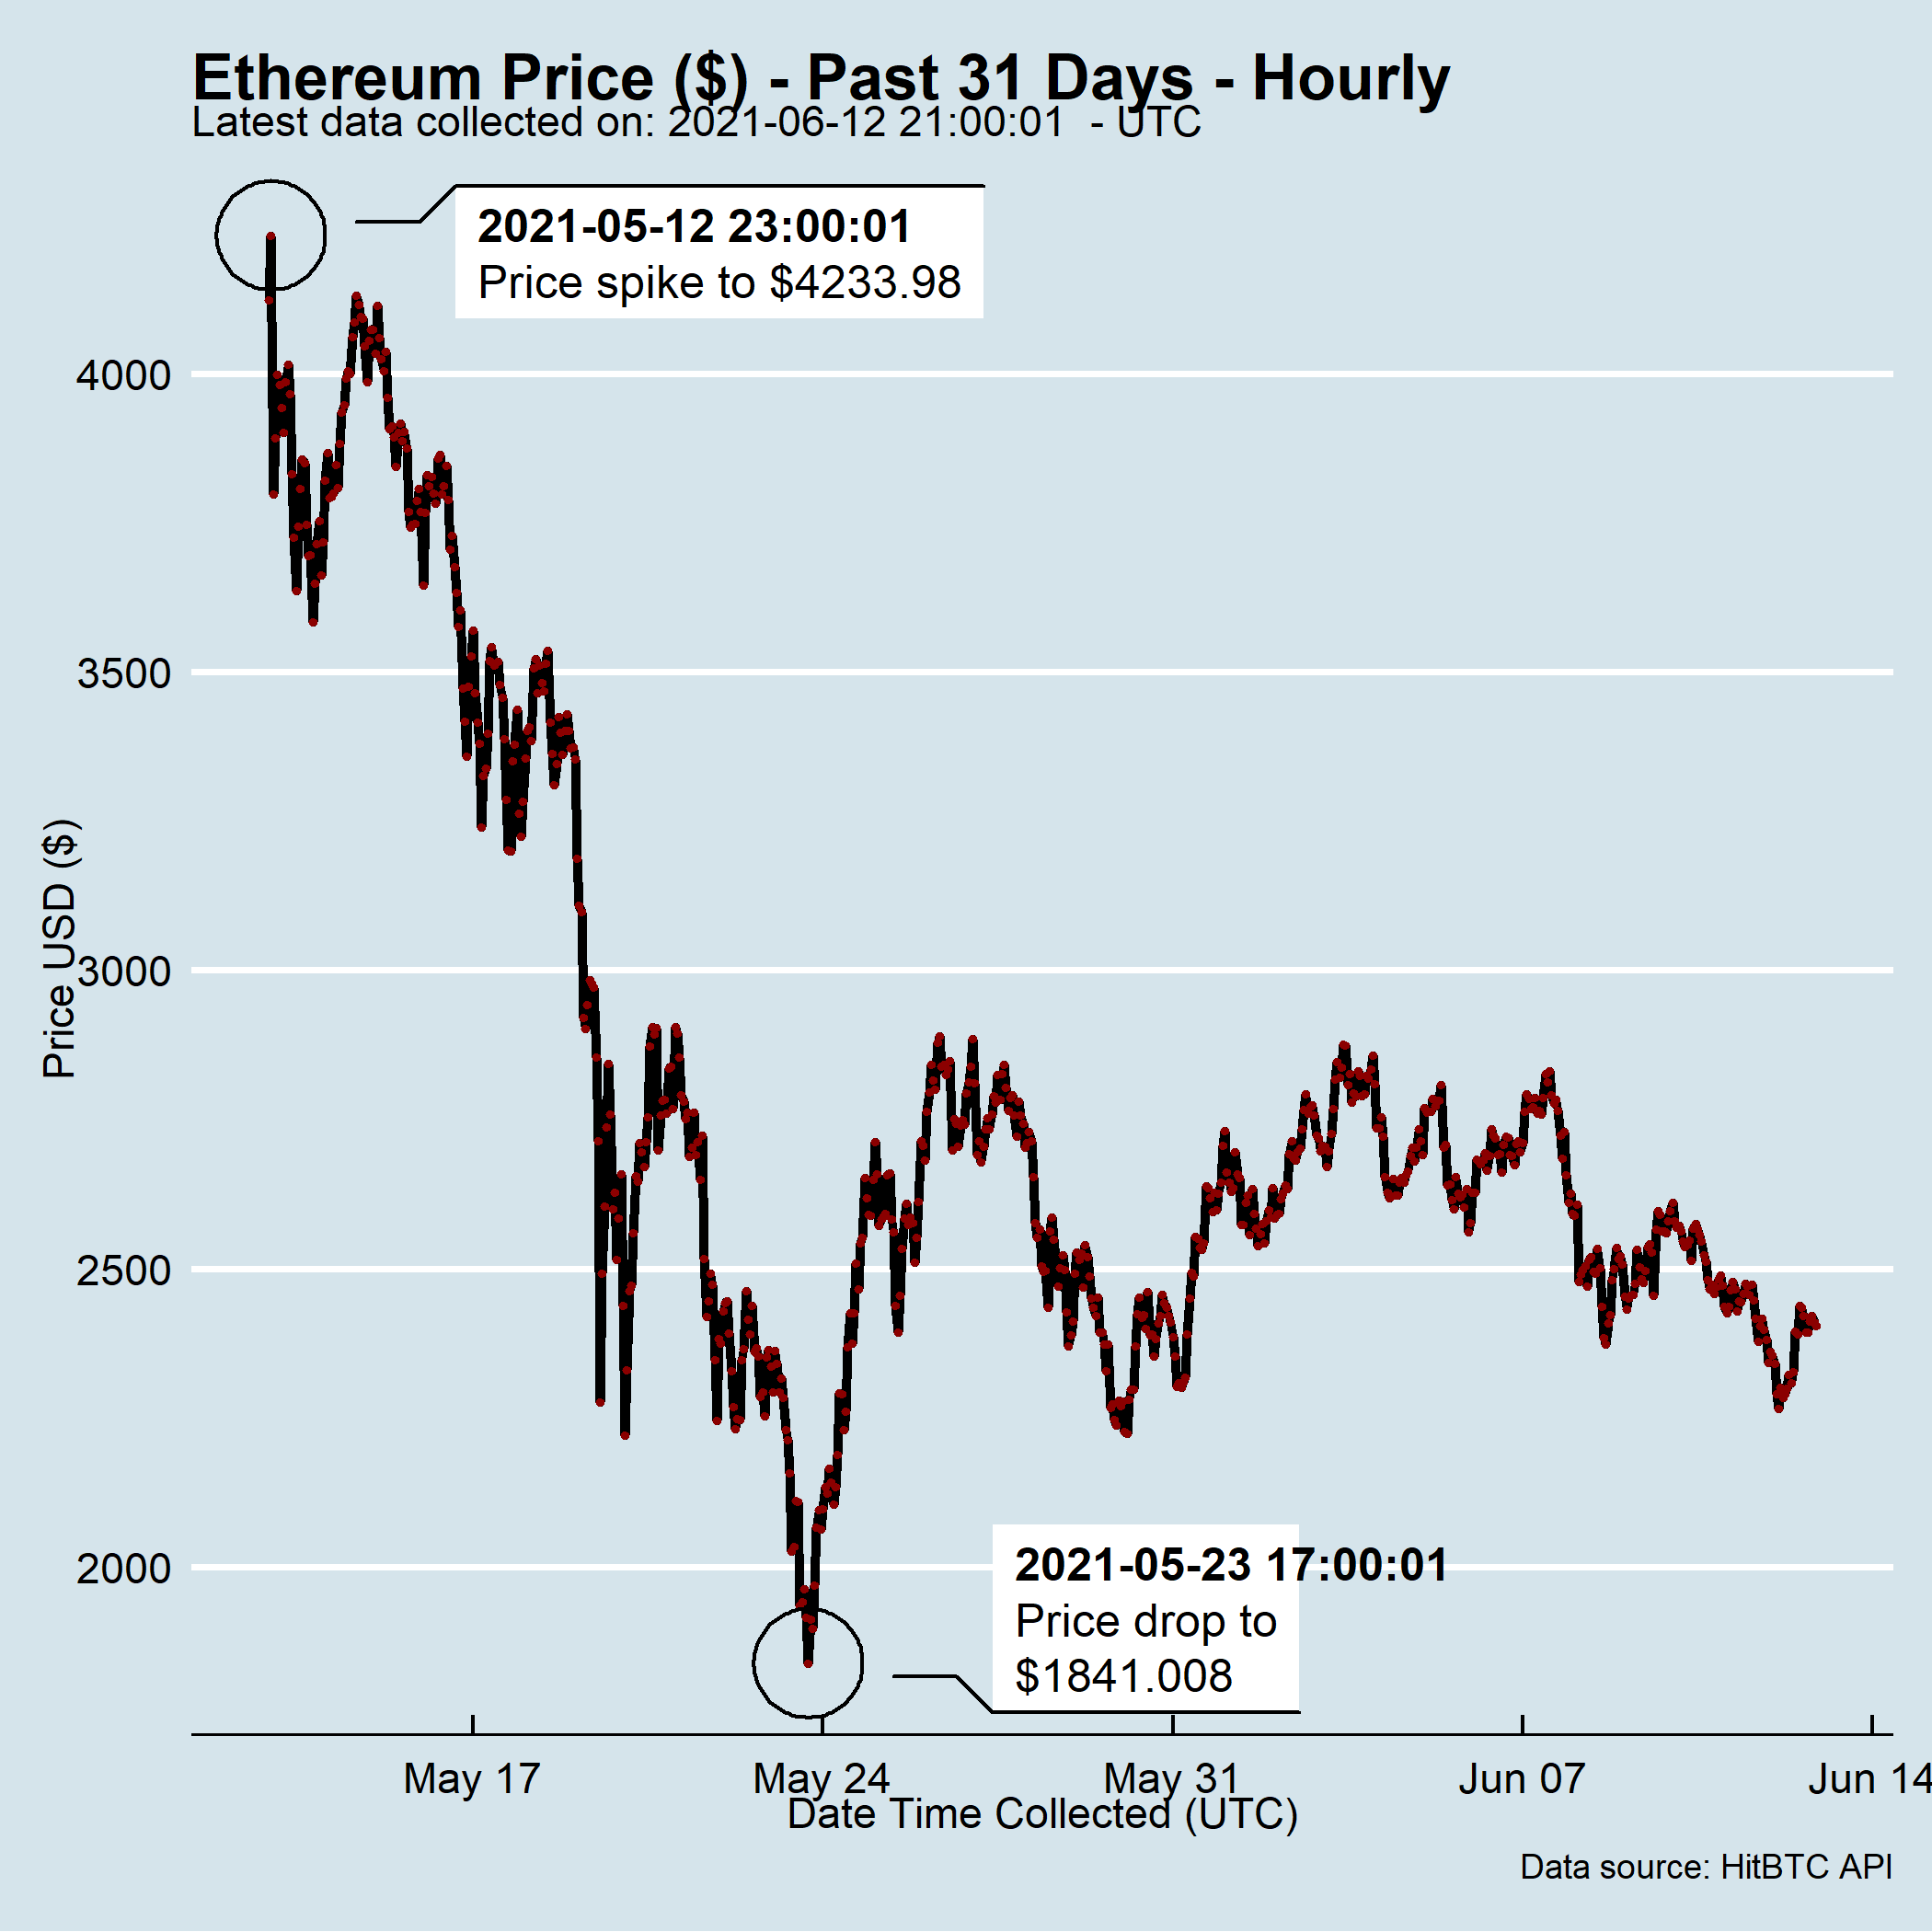 Ethereum Price ($) - Past 31 Days - Hourly
Latest data collected on: 2021-06-12 21:00:01  - UTC
2021-05-12 23:00:01
Price spike to $4233.98
4000
3500
3000
2500
2000
Price USD ($)
2021-05-23 17:00:01
Price drop to
$1841.008
May 17
May 24
May 31
Jun 07
Jun 14
Date Time Collected (UTC)
Data source: HitBTC API